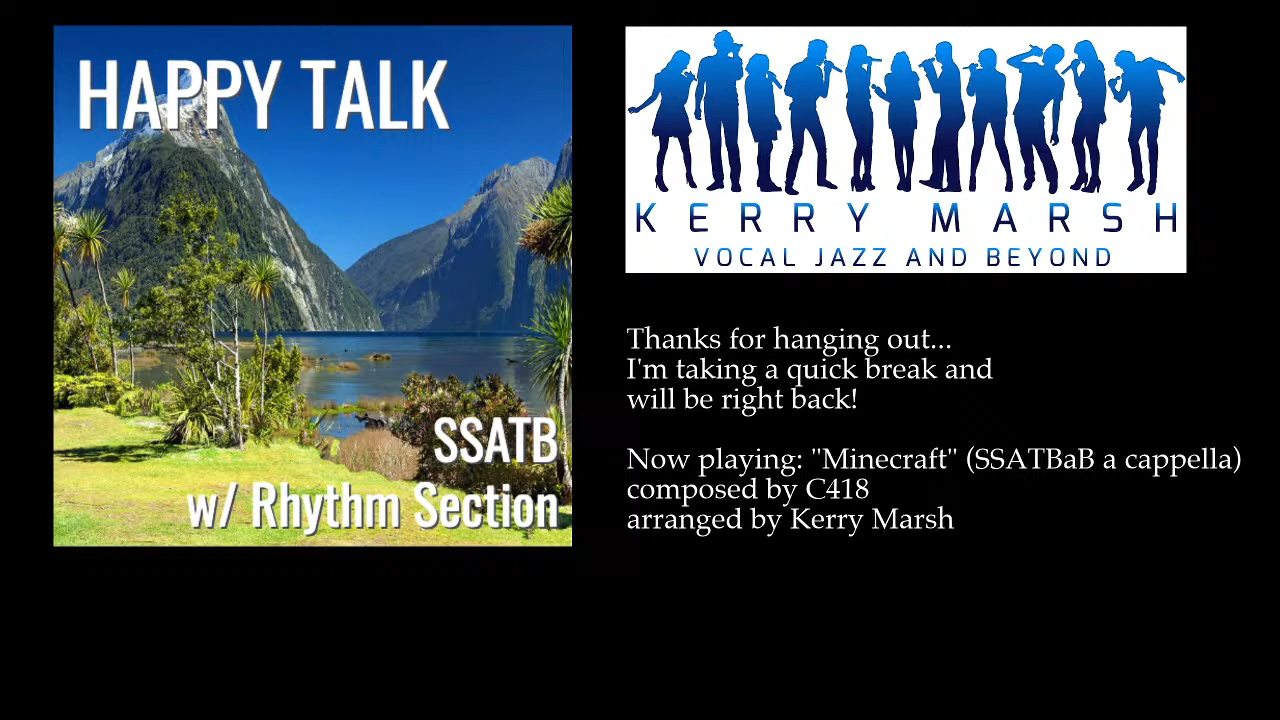 HAPPY TALK
SSATB
w/ Rhythm Section
KERRY MARSH
VOCAL JAZZ AND BEYOND
Thanks for hanging out...
I'm taking a quick break and
will be right back!
Now playing: "Minecraft" (SSATBaB a cappella)
composed by C418
arranged by Kerry Marsh